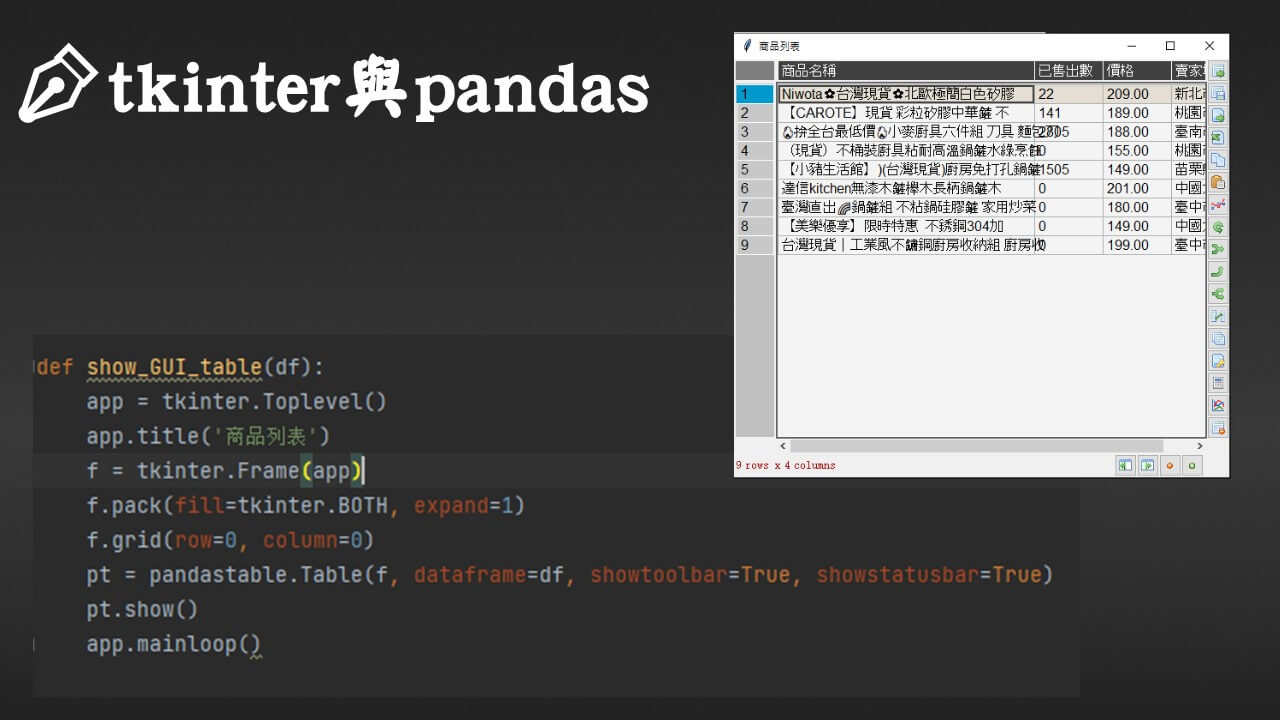 tkinter與pandas
商品列表
商品名稱 已售出數 價格 賣家
1 Niwota✿台灣現貨✿北歐極簡白色矽膠 22 209.00 新北
2 【CAROTE】現貨 彩粒矽膠中華鏟 不 141 189.00 桃園
3 拚全台最低價 小麥廚具六件組 刀具 麵包刀 2805 188.00 臺南
4 （現貨）不桶裝廚具粘耐高溫鍋鏟水綠烹飪 0 155.00 桃園
5 【小豬生活館】)(台灣現貨)廚房免打孔鍋鏟 1505 149.00 苗栗
6 達信kitchen無漆木鏟櫸木長柄鍋鏟木 0 201.00 中國
7 臺灣直出🌈鍋鏟組 不粘鍋硅膠鏟 家用炒菜 0 180.00 臺中
8 【美樂優享】限時特惠 不銹銅304加 0 149.00 中國
9 台灣現貨｜工業風不鏽銅廚房收納組 廚房收 0 199.00 臺中
9 rows x 4 columns
def show_GUI_table(df):
app = tkinter.Toplevel()
app.title('商品列表')
f = tkinter.Frame(app)
f.pack(fill=tkinter.BOTH, expand=1)
f.grid(row=0, column=0)
pt = pandastable.Table(f, dataframe=df, showtoolbar=True, showstatusbar=True)
pt.show()
app.mainloop()